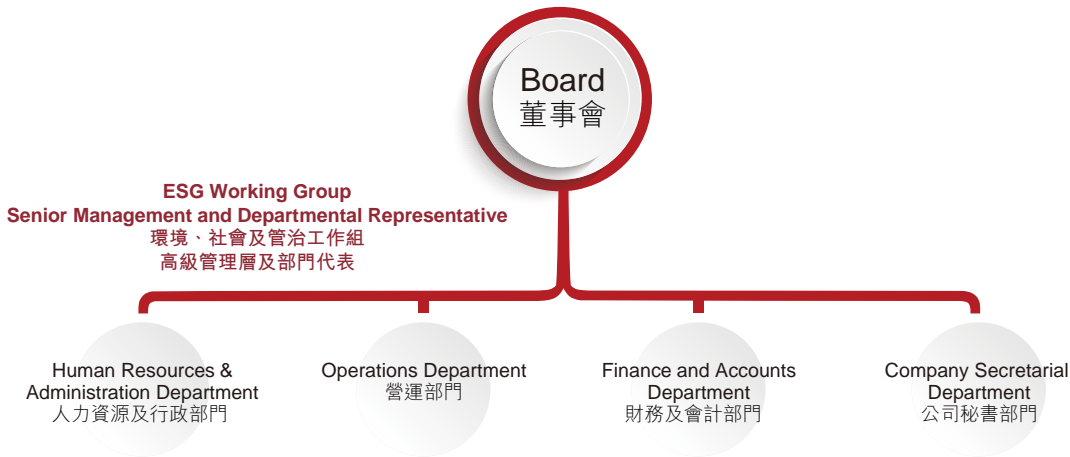 Board
董事會
ESG Working Group
Senior Management and Departmental Representative
環境、社會及管治工作組
高級管理層及部門代表
Human Resources &
Administration Department
人力資源及行政部門
Operations Department
營運部門
Finance and Accounts
Department
財務及會計部門
Company Secretarial
Department
公司秘書部門